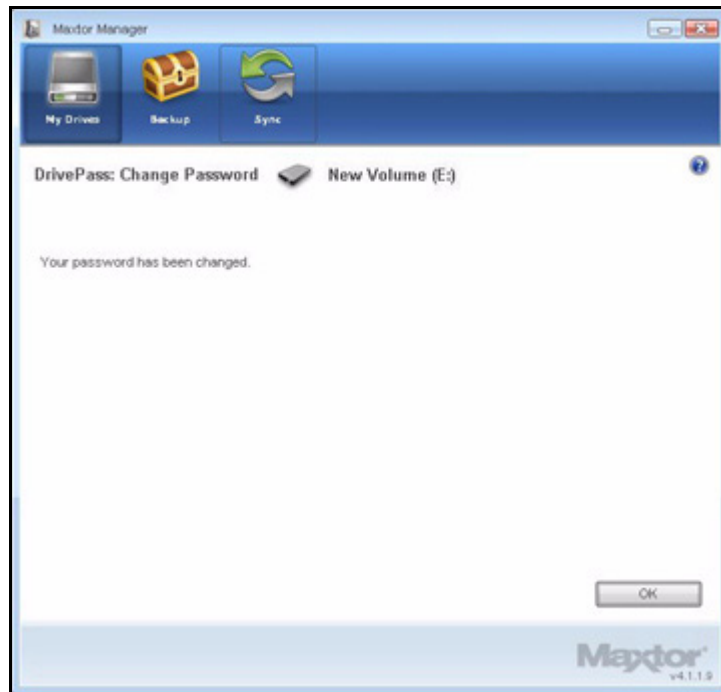 Maxtor Manager
My Drives Backup Sync
DrivePass: Change Password New Volume (E:)
Your password has been changed.
OK
Maxtor
v4.1.1.9